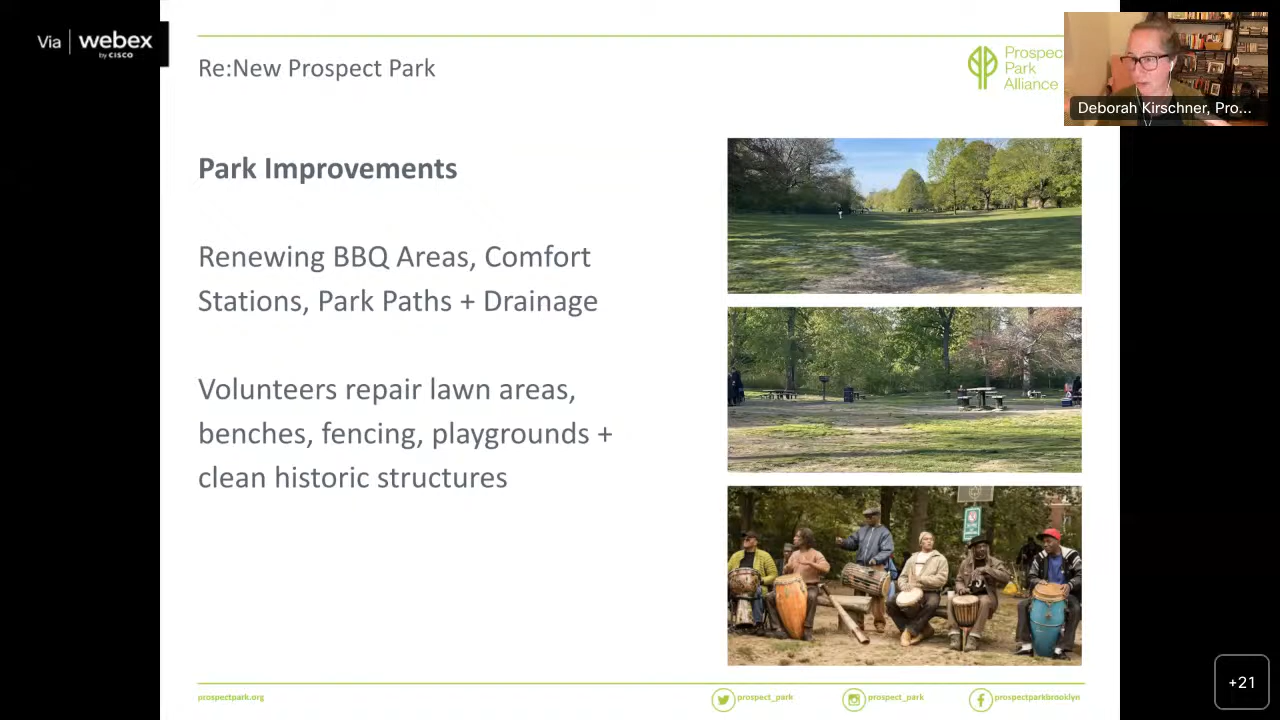 Via | webex
by CISCO
Re:New Prospect Park
Prospec
Park
Alliance
Deborah Kirschner, Pro...
Park Improvements
Renewing BBQ Areas, Comfort
Stations, Park Paths + Drainage
Volunteers repair lawn areas,
benches, fencing, playgrounds +
clean historic structures
prospectpark.org
prospect_park
prospect_park
prospectparkbrooklyn
+21